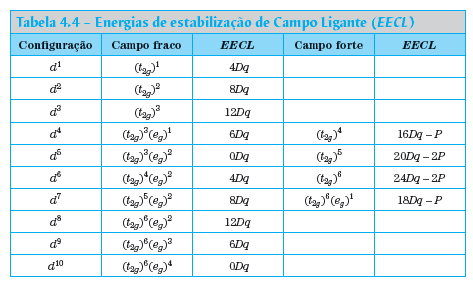 Tabela 4.4 – Energias de estabilização de Campo Ligante (EECL)
Configuração Campo fraco EECL Campo forte EECL
d¹ (t₂g)¹ 4Dq
d² (t₂g)² 8Dq
d³ (t₂g)³ 12Dq
d⁴ (t₂g)³(eg)¹ 6Dq (t₂g)⁴ 16Dq – P
d⁵ (t₂g)³(eg)² 0Dq (t₂g)⁵ 20Dq – 2P
d⁶ (t₂g)⁴(eg)² 4Dq (t₂g)⁶ 24Dq – 2P
d⁷ (t₂g)⁵(eg)² 8Dq (t₂g)⁶(eg)¹ 18Dq – P
d⁸ (t₂g)⁶(eg)² 12Dq
d⁹ (t₂g)⁶(eg)³ 6Dq
d¹⁰ (t₂g)⁶(eg)⁴ 0Dq